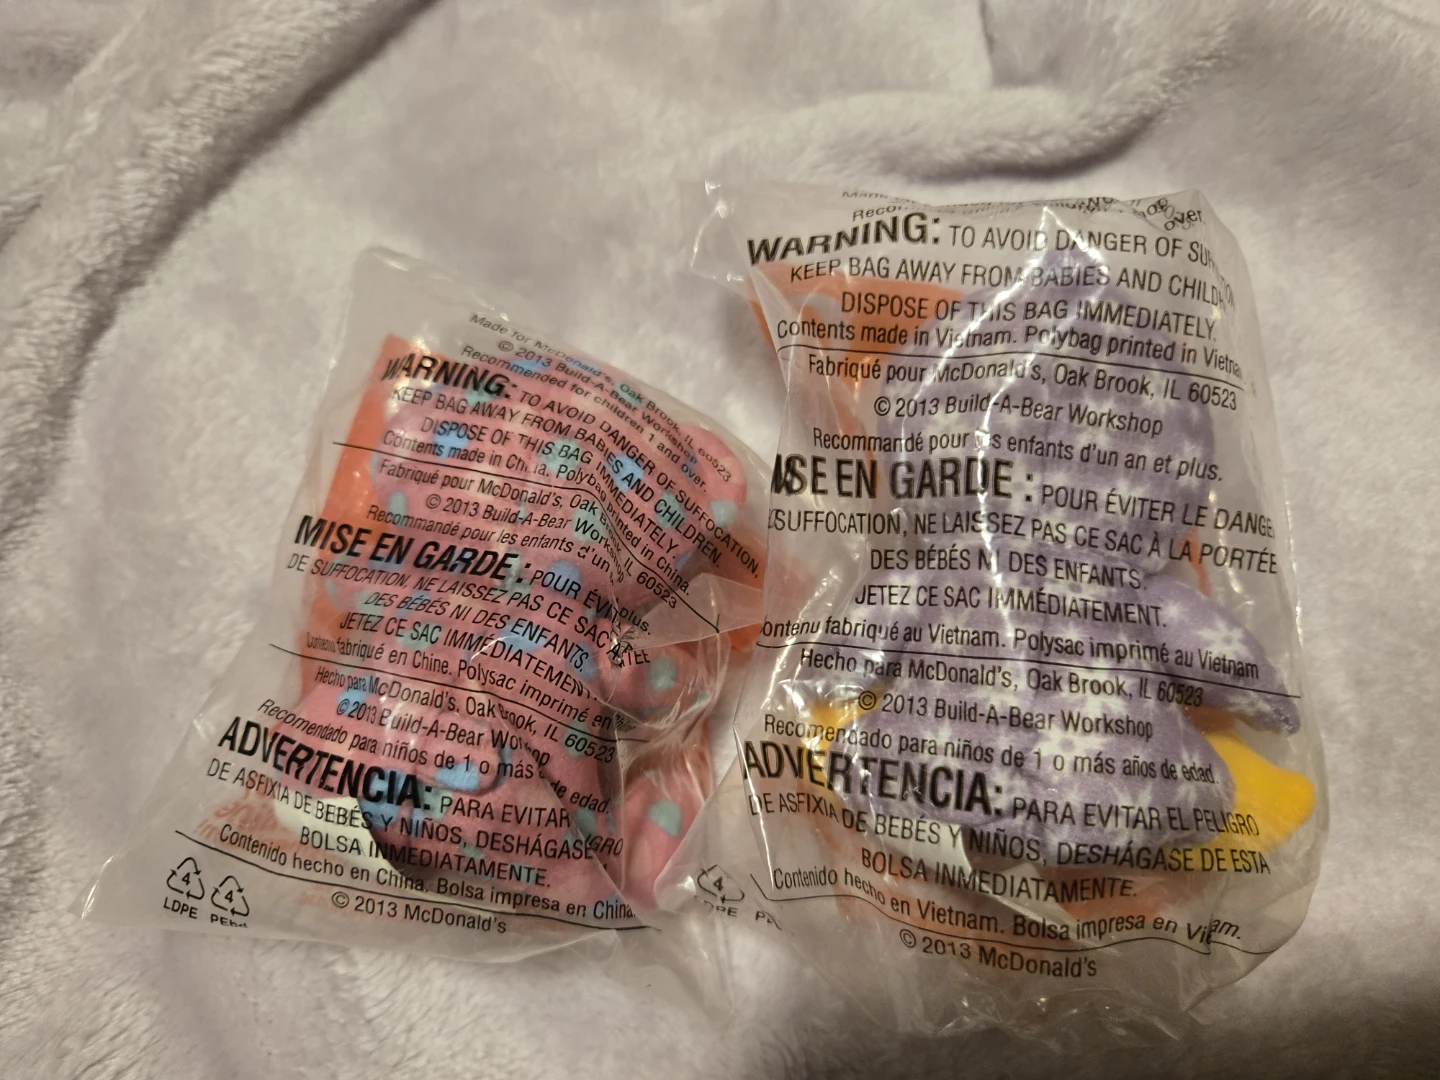 Made for McDonald's, Oak Brook, IL 60523
© 2013 Build-A-Bear Workshop
Recommended for children 1 and over.
WARNING: TO AVOID DANGER OF SUFFOCATION,
KEEP BAG AWAY FROM BABIES AND CHILDREN.
DISPOSE OF THIS BAG IMMEDIATELY.
Contents made in China. Polybag printed in China.
Fabriqué pour McDonald's, Oak Brook, IL 60523
© 2013 Build-A-Bear Workshop
Recommandé pour les enfants d'un plus.
MISE EN GARDE : POUR ÉVI
DE SUFFOCATION, NE LAISSEZ PAS CE SAC
DES BÉBÉS NI DES ENFANTS.
JETEZ CE SAC IMMÉDIATEMENT.
Contenu fabriqué en Chine. Polysac imprimé en
Hecho para McDonald's, Oak Brook, IL 60523
© 2013 Build-A-Bear Workshop
Recomendado para niños de 1 o más de edad.
ADVERTENCIA: PARA EVITAR
DE ASFIXIA DE BEBÉS Y NIÑOS, DESHÁGASE
BOLSA INMEDIATAMENTE.
Contenido hecho en China. Bolsa impresa en China.
© 2013 McDonald's
4 4
LDPE PEbd
WARNING: TO AVOID DANGER OF
KEEP BAG AWAY FROM BABIES AND CHILD
DISPOSE OF THIS BAG IMMEDIATELY.
Contents made in Vietnam. Polybag printed in Vietna
Fabriqué pour McDonald's, Oak Brook, IL 60523
© 2013 Build-A-Bear Workshop
Recommandé pour les enfants d'un an et plus.
MISE EN GARDE : POUR ÉVITER LE DANGE
SUFFOCATION, NE LAISSEZ PAS CE SAC À LA PORTÉE
DES BÉBÉS NI DES ENFANTS.
JETEZ CE SAC IMMÉDIATEMENT.
ontenu fabriqué au Vietnam. Polysac imprimé au Vietnam
Hecho para McDonald's, Oak Brook, IL 60523
© 2013 Build-A-Bear Workshop
Recomendado para niños de 1 o más años de edad.
ADVERTENCIA: PARA EVITAR EL PELIGRO
DE ASFIXIA DE BEBÉS Y NIÑOS, DESHÁGASE DE ESTA
BOLSA INMEDIATAMENTE.
Contenido hecho en Vietnam. Bolsa impresa en Vietnam.
© 2013 McDonald's
4